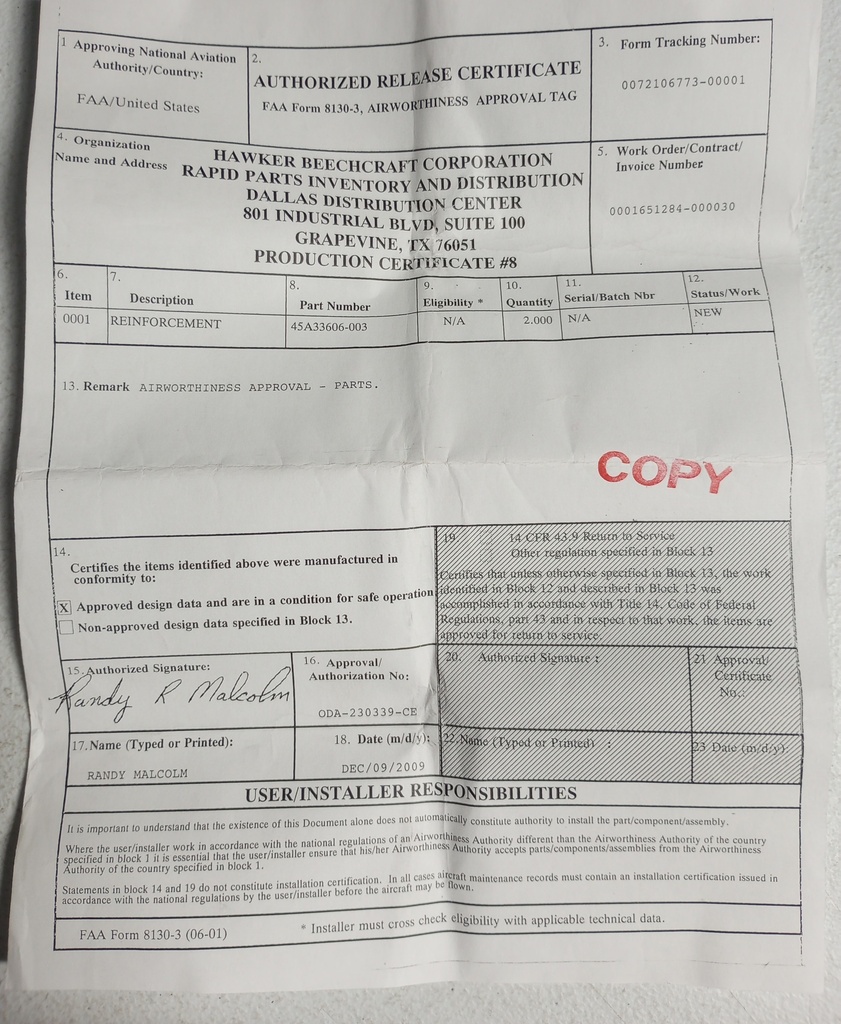 1 Approving National Aviation
Authority/Country:
FAA/United States
2.
AUTHORIZED RELEASE CERTIFICATE
FAA Form 8130-3, AIRWORTHINESS APPROVAL TAG
3. Form Tracking Number:
0072106773-00001
4. Organization
Name and Address
HAWKER BEECHCRAFT CORPORATION
RAPID PARTS INVENTORY AND DISTRIBUTION
DALLAS DISTRIBUTION CENTER
801 INDUSTRIAL BLVD, SUITE 100
GRAPEVINE, TX 76051
PRODUCTION CERTIFICATE #8
5. Work Order/Contract/
Invoice Number
0001651284-000030
6.
Item
7.
Description
8.
Part Number
9.
Eligibility *
10.
Quantity
11.
Serial/Batch Nbr
12.
Status/Work
0001 REINFORCEMENT 45A33606-003 N/A 2.000 N/A NEW
13. Remark AIRWORTHINESS APPROVAL - PARTS.
COPY
14.
Certifies the items identified above were manufactured in
conformity to:
X Approved design data and are in a condition for safe operation
Non-approved design data specified in Block 13.
19. 14 CFR 43.9 Return to Service
Other regulation specified in Block 13
Certifies that unless otherwise specified in Block 13, the work
identified in Block 12 and described in Block 13 was
accomplished in accordance with Title 14, Code of Federal
Regulations, part 43 and in respect to that work, the items are
approved for return to service.
15. Authorized Signature:
Randy R Malcolm
16. Approval/
Authorization No:
ODA-230339-CE
20. Authorized Signature :
21 Approval/
Certificate
No.:
17. Name (Typed or Printed):
RANDY MALCOLM
18. Date (m/d/y):
DEC/09/2009
22. Name (Typed or Printed) :
23 Date (m/d/y):
USER/INSTALLER RESPONSIBILITIES
It is important to understand that the existence of this Document alone does not automatically constitute authority to install the part/component/assembly.
Where the user/installer work in accordance with the national regulations of an Airworthiness Authority different than the Airworthiness Authority of the country
specified in block 1 it is essential that the user/installer ensure that his/her Airworthiness Authority accepts parts/components/assemblies from the Airworthiness
Authority of the country specified in block 1.
Statements in block 14 and 19 do not constitute installation certification. In all cases aircraft maintenance records must contain an installation certification issued in
accordance with the national regulations by the user/installer before the aircraft may be flown.
FAA Form 8130-3 (06-01)
* Installer must cross check eligibility with applicable technical data.